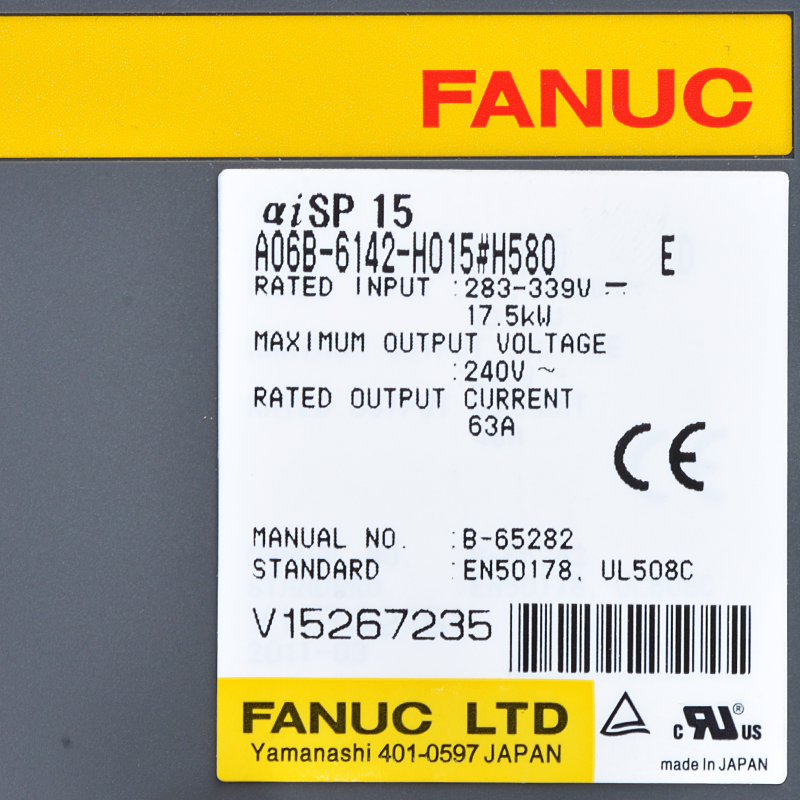 FANUC
αiSP 15
A06B-6142-H015#H580 E
RATED INPUT :283-339V ⎓
17.5kW
MAXIMUM OUTPUT VOLTAGE
:240V ~
RATED OUTPUT CURRENT
63A
CE
MANUAL NO. :B-65282
STANDARD :EN50178, UL508C
V15267235
FANUC LTD
Yamanashi 401-0597 JAPAN
c RU ® US
made In JAPAN